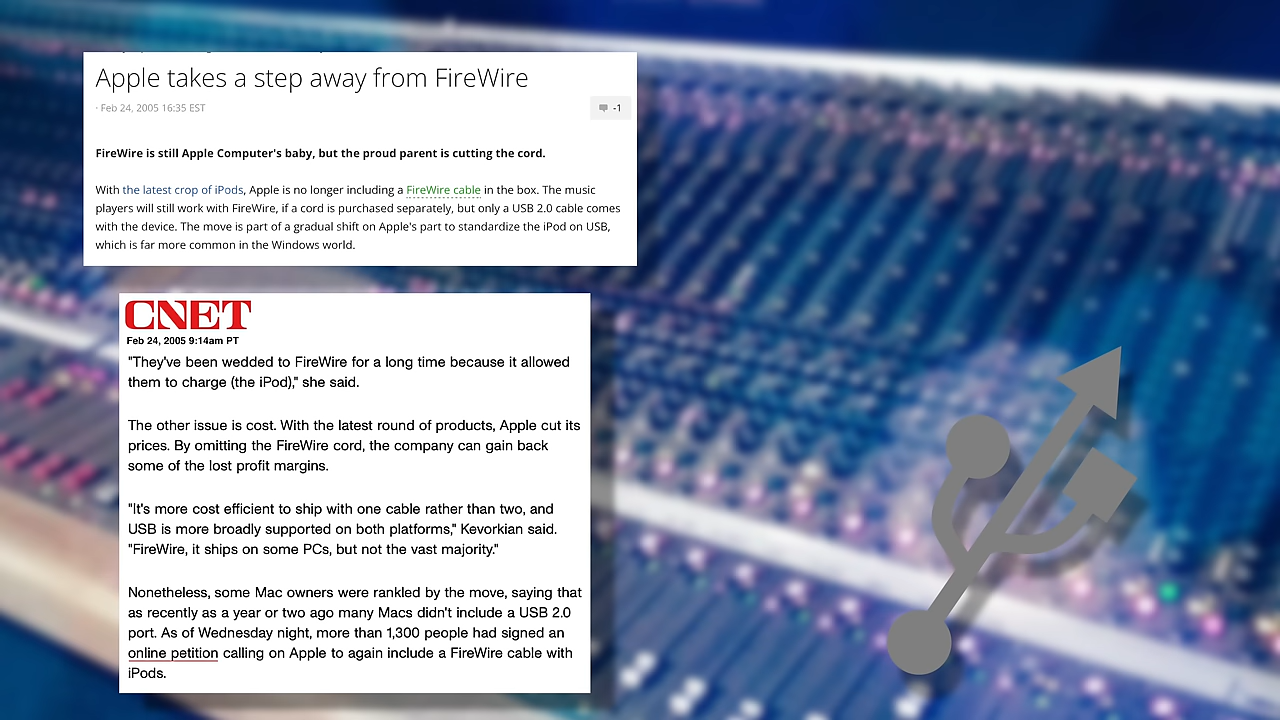 Apple takes a step away from FireWire
· Feb 24, 2005 16:35 EST
-1
FireWire is still Apple Computer's baby, but the proud parent is cutting the cord.
With the latest crop of iPods, Apple is no longer including a FireWire cable in the box. The music
players will still work with FireWire, if a cord is purchased separately, but only a USB 2.0 cable comes
with the device. The move is part of a gradual shift on Apple's part to standardize the iPod on USB,
which is far more common in the Windows world.
CNET
Feb 24, 2005 9:14am PT
"They've been wedded to FireWire for a long time because it allowed
them to charge (the iPod)," she said.
The other issue is cost. With the latest round of products, Apple cut its
prices. By omitting the FireWire cord, the company can gain back
some of the lost profit margins.
"It's more cost efficient to ship with one cable rather than two, and
USB is more broadly supported on both platforms," Kevorkian said.
"FireWire, it ships on some PCs, but not the vast majority."
Nonetheless, some Mac owners were rankled by the move, saying that
as recently as a year or two ago many Macs didn't include a USB 2.0
port. As of Wednesday night, more than 1,300 people had signed an
online petition calling on Apple to again include a FireWire cable with
iPods.